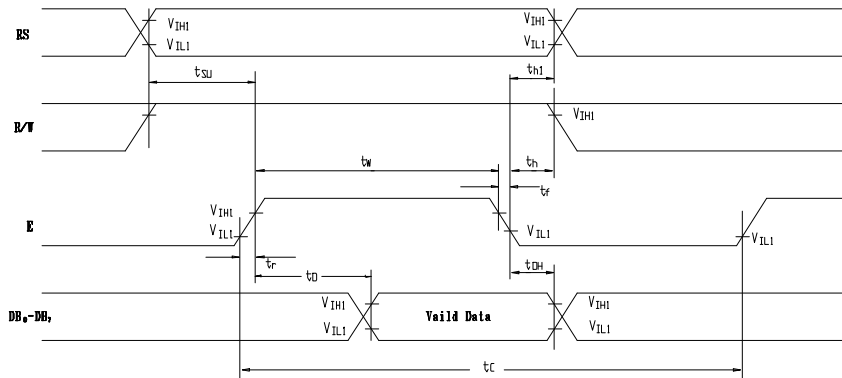 RS
VIH1
VIL1
VIH1
VIL1
tSU
th1
R/W
VIH1
tW
th
tf
E
VIH1
VIL1
VIL1
VIL1
tr
tD
tDH
DB0-DB7
VIH1
VIL1
Vaild Data
VIH1
VIL1
tC